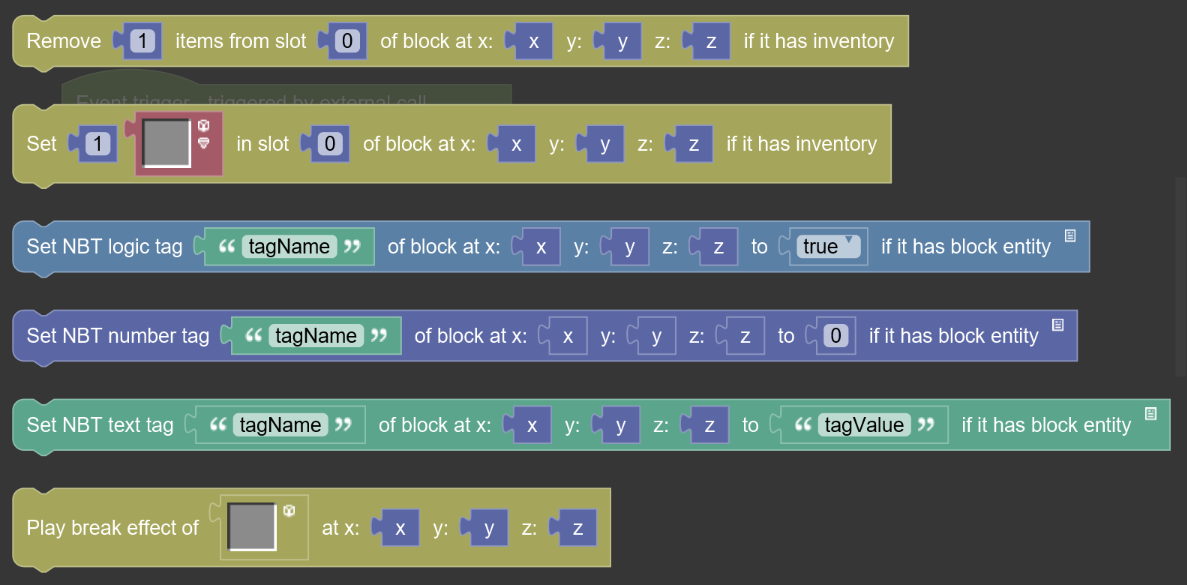 Remove 1 items from slot 0 of block at x: x y: y z: z if it has inventory
Event trigger triggered by external call
Set 1 in slot 0 of block at x: x y: y z: z if it has inventory
Set NBT logic tag “ tagName ” of block at x: x y: y z: z to true if it has block entity
Set NBT number tag “ tagName ” of block at x: x y: y z: z to 0 if it has block entity
Set NBT text tag “ tagName ” of block at x: x y: y z: z to “ tagValue ” if it has block entity
Play break effect of at x: x y: y z: z